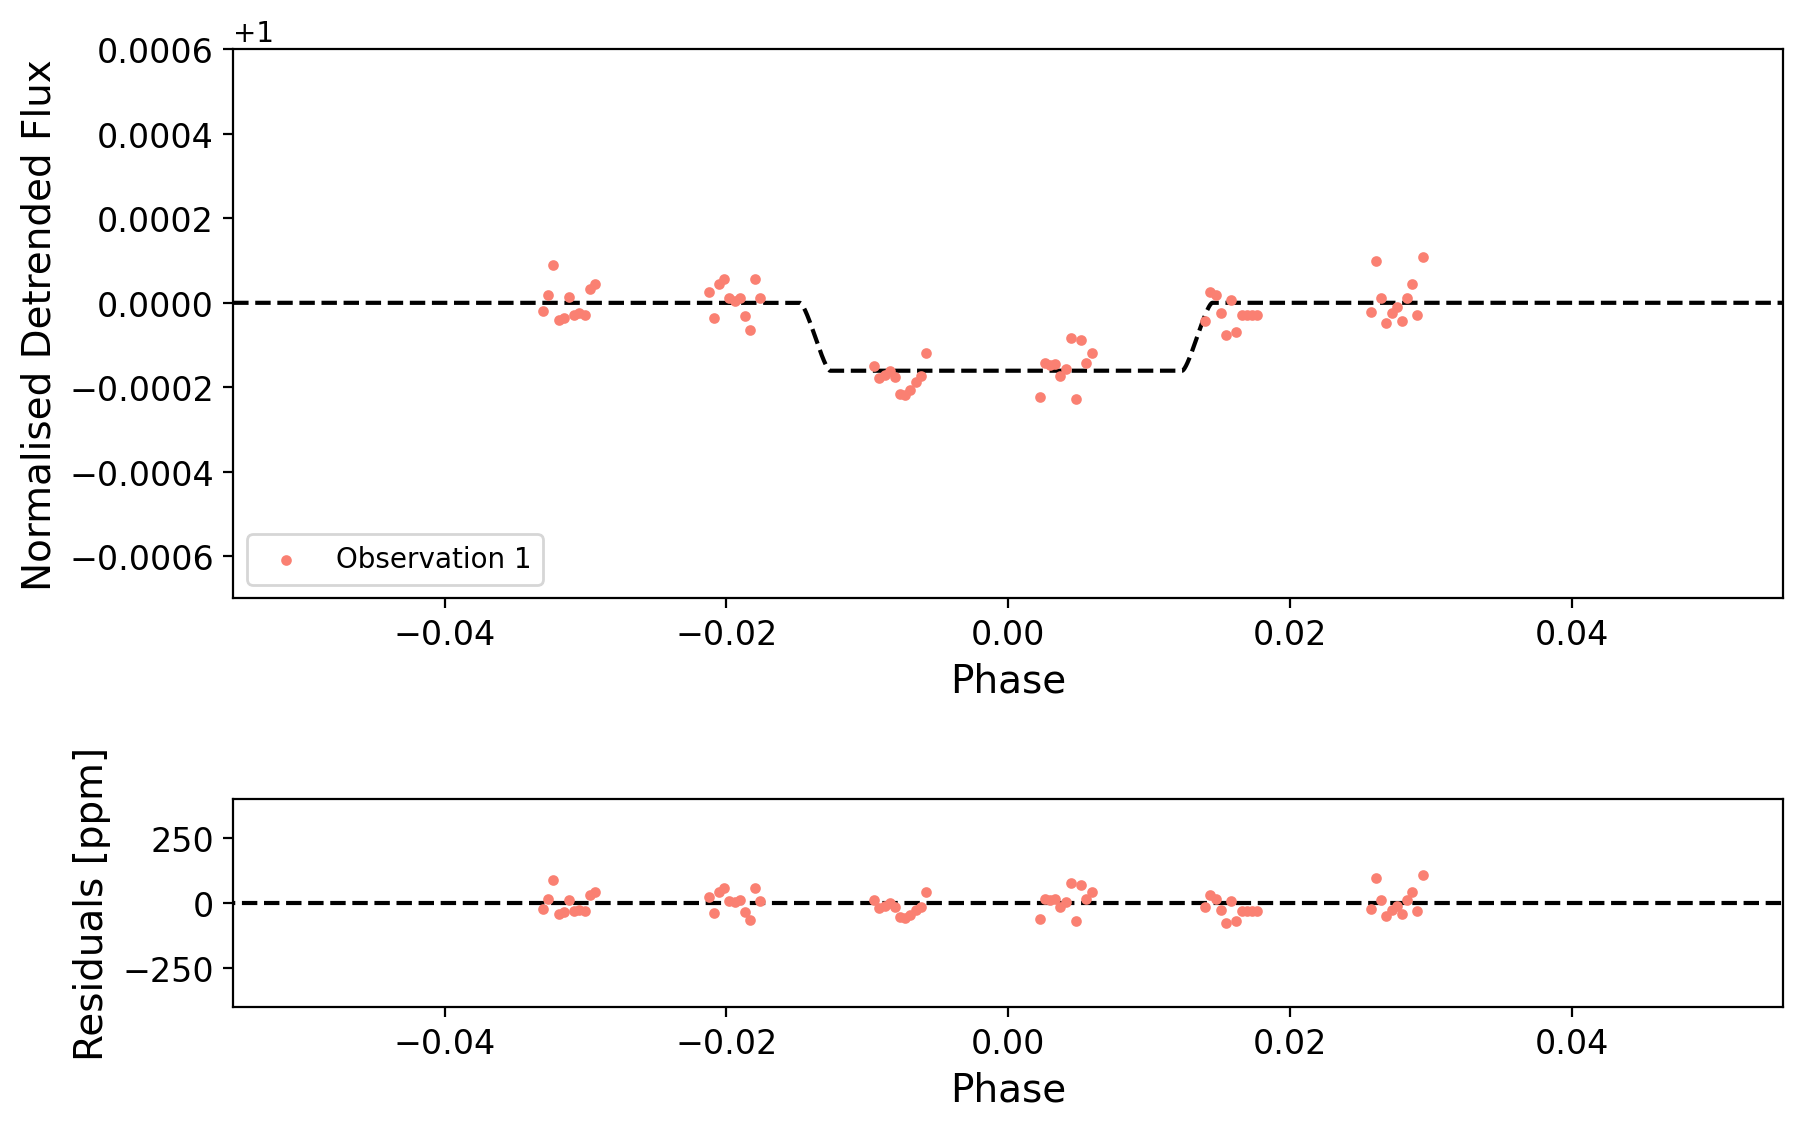 +1
Normalised Detrended Flux
0.0006
0.0004
0.0002
0.0000
−0.0002
−0.0004
−0.0006
Observation 1
−0.04 −0.02 0.00 0.02 0.04
Phase
Residuals [ppm]
250
0
−250
−0.04 −0.02 0.00 0.02 0.04
Phase